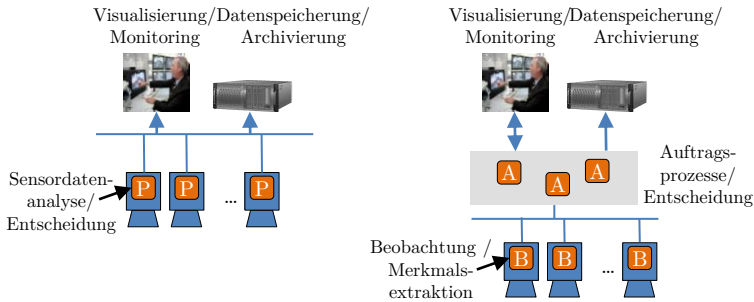 Visualisierung/
Monitoring
Datenspeicherung/
Archivierung
Sensordaten-
analyse/
Entscheidung
P
P
...
P
Visualisierung/
Monitoring
Datenspeicherung/
Archivierung
A
A
A
Auftrags-
prozesse/
Entscheidung
Beobachtung /
Merkmals-
extraktion
B
B
...
B